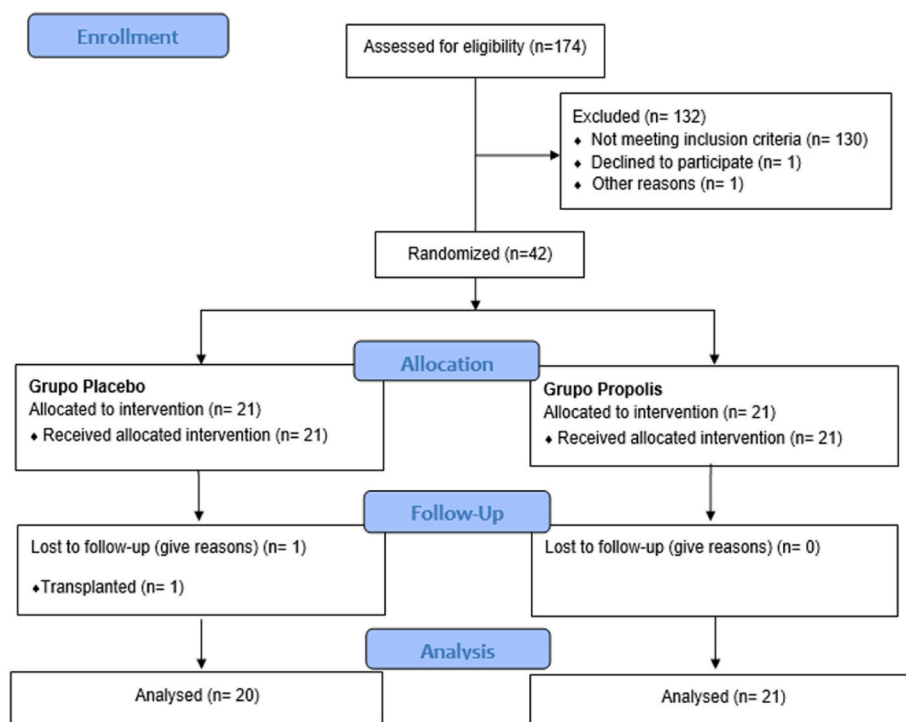 Enrollment
Assessed for eligibility (n=174)
Excluded (n= 132)
♦ Not meeting inclusion criteria (n= 130)
♦ Declined to participate (n= 1)
♦ Other reasons (n= 1)
Randomized (n=42)
Allocation
Grupo Placebo
Allocated to intervention (n= 21)
♦ Received allocated intervention (n= 21)
Grupo Propolis
Allocated to intervention (n= 21)
♦ Received allocated intervention (n= 21)
Follow-Up
Lost to follow-up (give reasons) (n= 1)
♦Transplanted (n= 1)
Lost to follow-up (give reasons) (n= 0)
Analysis
Analysed (n= 20)
Analysed (n= 21)